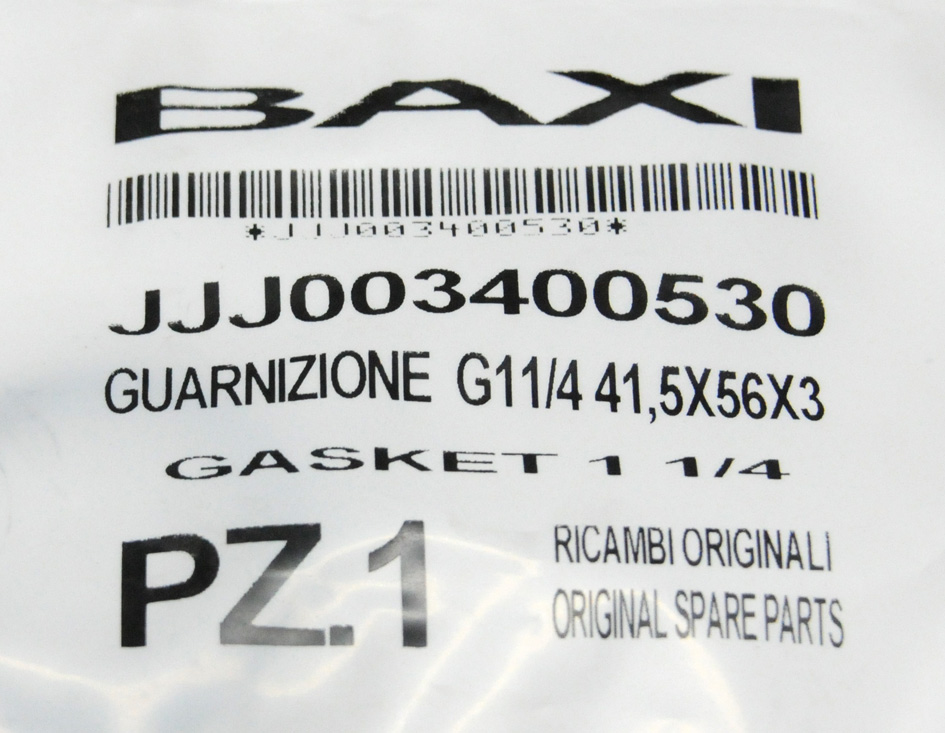 BAXI
*JJJ003400530*
JJJ003400530
GUARNIZIONE G11/4 41,5X56X3
GASKET 1 1/4
PZ.1
RICAMBI ORIGINALI
ORIGINAL SPARE PARTS